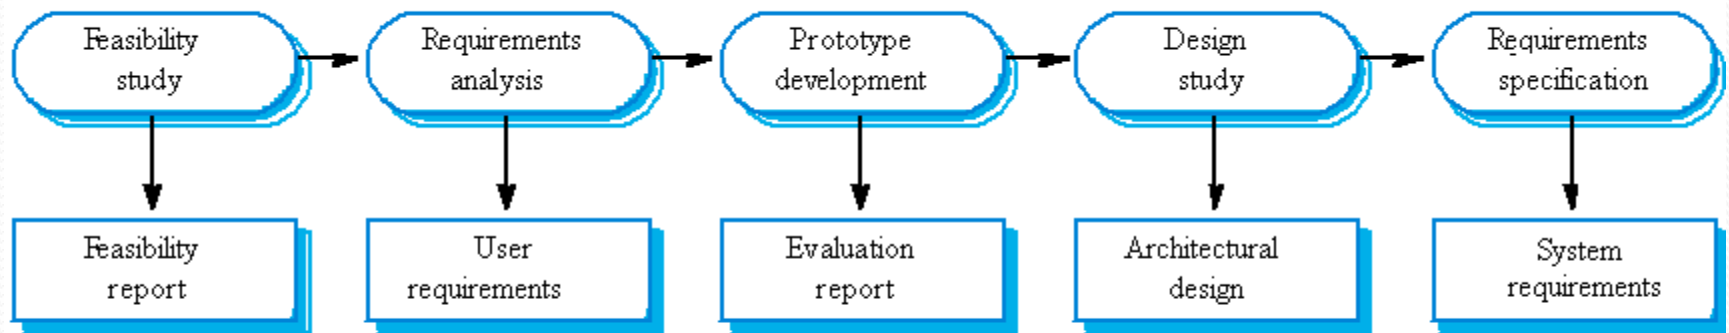 Feasibility
study
Requirements
analysis
Prototype
development
Design
study
Requirements
specification
Feasibility
report
User
requirements
Evaluation
report
Architectural
design
System
requirements